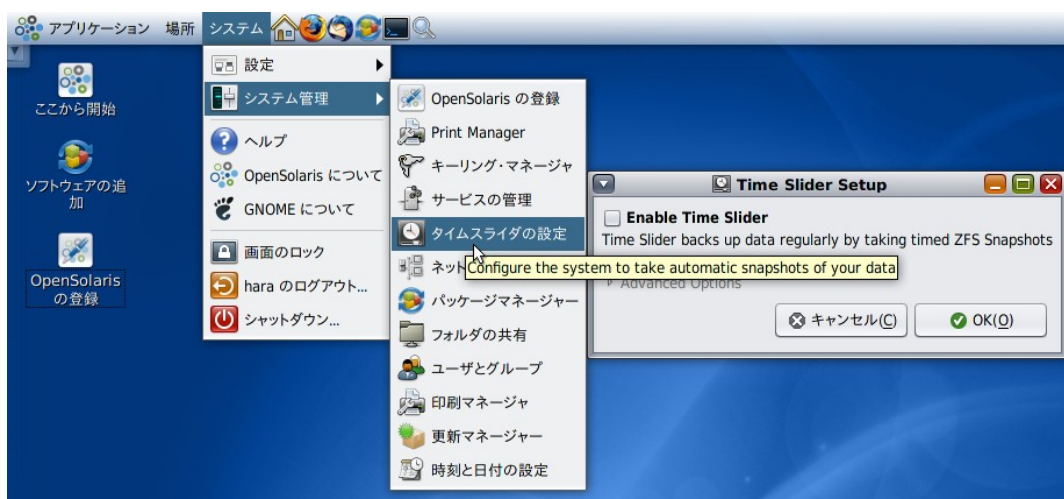 アプリケーション 場所 システム
ここから開始
ソフトウェアの追
加
OpenSolaris
の登録
設定
システム管理
ヘルプ
OpenSolaris について
GNOME について
画面のロック
hara のログアウト...
シャットダウン...
OpenSolaris の登録
Print Manager
キーリング・マネージャ
サービスの管理
タイムスライダの設定
ネット
Configure the system to take automatic snapshots of your data
パッケージマネージャー
フォルダの共有
ユーザとグループ
印刷マネージャ
更新マネージャー
時刻と日付の設定
Time Slider Setup
Enable Time Slider
Time Slider backs up data regularly by taking timed ZFS Snapshots
Advanced Options
キャンセル(C)
OK(O)